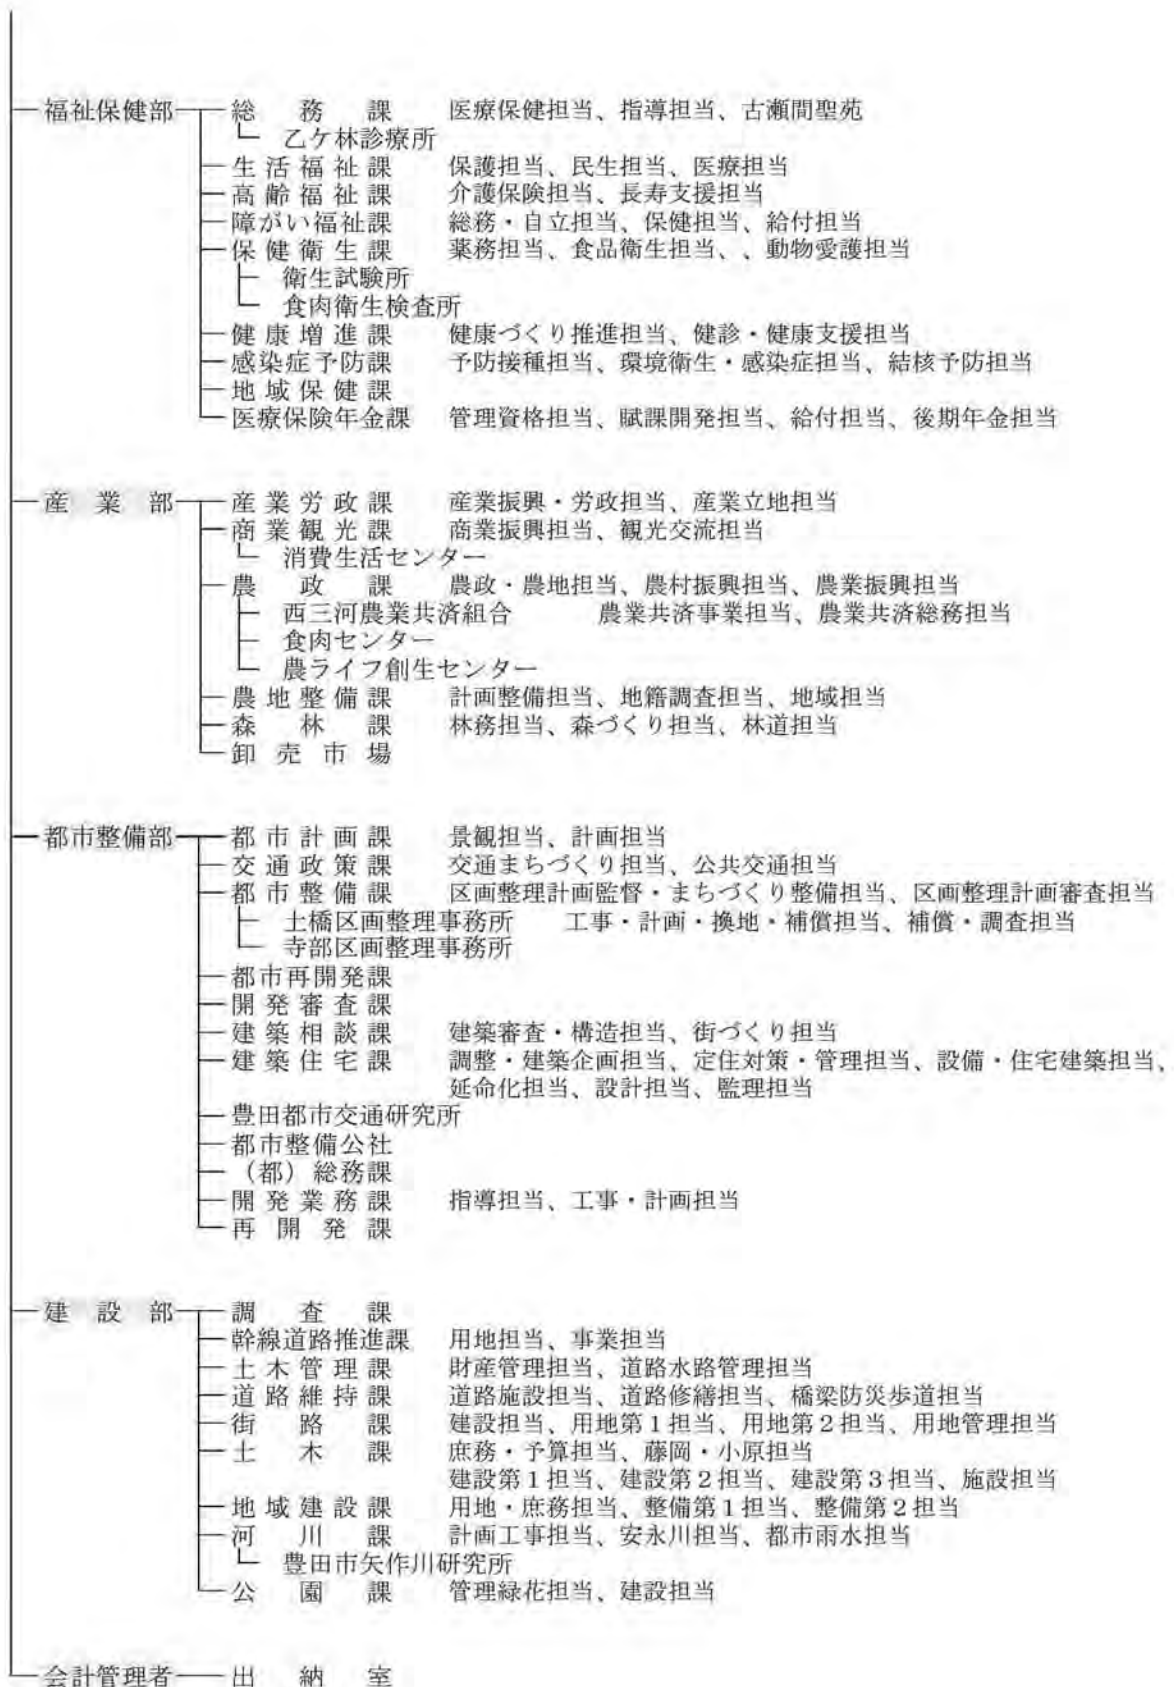 福祉保健部 総務課 医療保健担当、指導担当、古瀬間聖苑
乙ケ林診療所
生活福祉課 保護担当、民生担当、医療担当
高齢福祉課 介護保険担当、長寿支援担当
障がい福祉課 総務・自立担当、保健担当、給付担当
保健衛生課 薬務担当、食品衛生担当、、動物愛護担当
衛生試験所
食肉衛生検査所
健康増進課 健康づくり推進担当、健診・健康支援担当
感染症予防課 予防接種担当、環境衛生・感染症担当、結核予防担当
地域保健課
医療保険年金課 管理資格担当、賦課開発担当、給付担当、後期年金担当
産業部 産業労政課 産業振興・労政担当、産業立地担当
商業観光課 商業振興担当、観光交流担当
消費生活センター
農政課 農政・農地担当、農村振興担当、農業振興担当
西三河農業共済組合 農業共済事業担当、農業共済総務担当
食肉センター
農ライフ創生センター
農地整備課 計画整備担当、地籍調査担当、地域担当
森林課 林務担当、森づくり担当、林道担当
卸売市場
都市整備部 都市計画課 景観担当、計画担当
交通政策課 交通まちづくり担当、公共交通担当
都市整備課 区画整理計画監督・まちづくり整備担当、区画整理計画審査担当
土橋区画整理事務所 工事・計画・換地・補償担当、補償・調査担当
寺部区画整理事務所
都市再開発課
開発審査課
建築相談課 建築審査・構造担当、街づくり担当
建築住宅課 調整・建築企画担当、定住対策・管理担当、設備・住宅建築担当、
延命化担当、設計担当、監理担当
豊田都市交通研究所
都市整備公社
（都）総務課
開発業務課 指導担当、工事・計画担当
再開発課
建設部 調査課
幹線道路推進課 用地担当、事業担当
土木管理課 財産管理担当、道路水路管理担当
道路維持課 道路施設担当、道路修繕担当、橋梁防災歩道担当
街路課 建設担当、用地第１担当、用地第２担当、用地管理担当
土木課 庶務・予算担当、藤岡・小原担当
建設第１担当、建設第２担当、建設第３担当、施設担当
地域建設課 用地・庶務担当、整備第１担当、整備第２担当
河川課 計画工事担当、安永川担当、都市雨水担当
豊田市矢作川研究所
公園課 管理緑花担当、建設担当
会計管理者 出納室